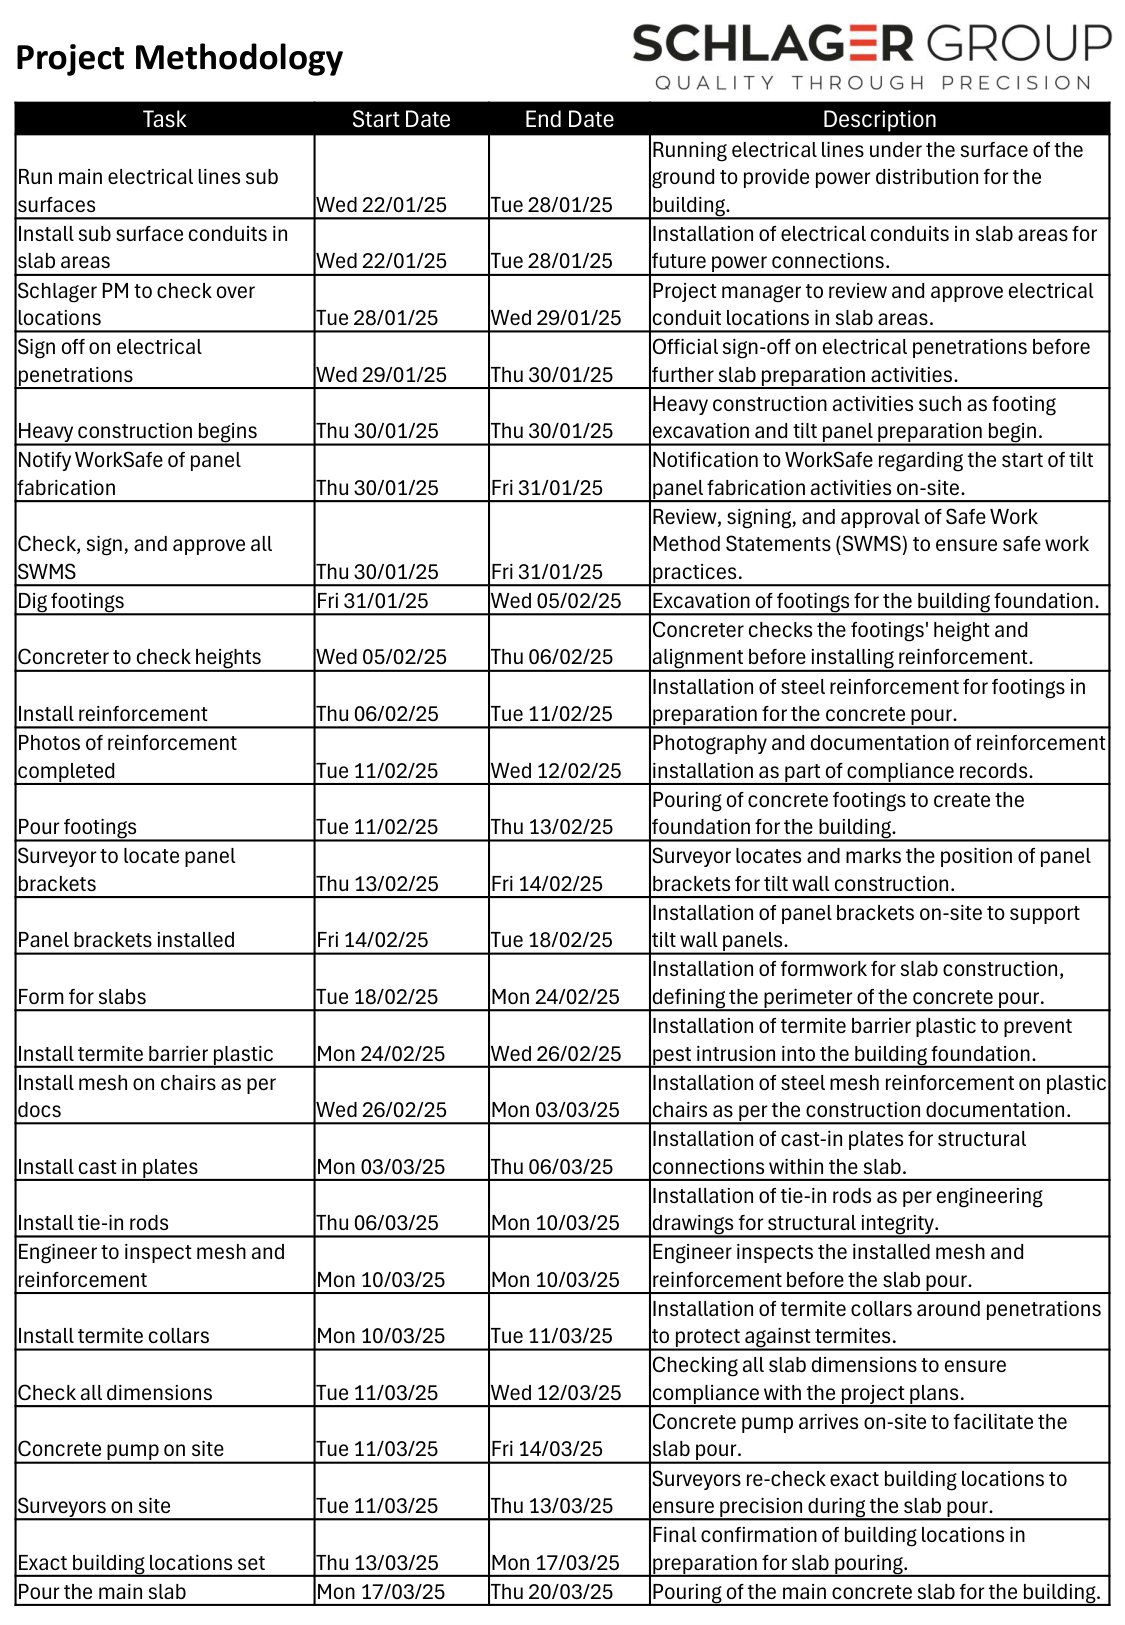 Project Methodology
SCHLAGER GROUP
QUALITY THROUGH PRECISION
Task Start Date End Date Description
Run main electrical lines sub
surfaces
Wed 22/01/25
Tue 28/01/25
Running electrical lines under the surface of the
ground to provide power distribution for the
building.
Install sub surface conduits in
slab areas
Wed 22/01/25
Tue 28/01/25
Installation of electrical conduits in slab areas for
future power connections.
Schlager PM to check over
locations
Tue 28/01/25
Wed 29/01/25
Project manager to review and approve electrical
conduit locations in slab areas.
Sign off on electrical
penetrations
Wed 29/01/25
Thu 30/01/25
Official sign-off on electrical penetrations before
further slab preparation activities.
Heavy construction begins
Thu 30/01/25
Thu 30/01/25
Heavy construction activities such as footing
excavation and tilt panel preparation begin.
Notify WorkSafe of panel
fabrication
Thu 30/01/25
Fri 31/01/25
Notification to WorkSafe regarding the start of tilt
panel fabrication activities on-site.
Check, sign, and approve all
SWMS
Thu 30/01/25
Fri 31/01/25
Review, signing, and approval of Safe Work
Method Statements (SWMS) to ensure safe work
practices.
Dig footings
Fri 31/01/25
Wed 05/02/25
Excavation of footings for the building foundation.
Concreter to check heights
Wed 05/02/25
Thu 06/02/25
Concreter checks the footings' height and
alignment before installing reinforcement.
Install reinforcement
Thu 06/02/25
Tue 11/02/25
Installation of steel reinforcement for footings in
preparation for the concrete pour.
Photos of reinforcement
completed
Tue 11/02/25
Wed 12/02/25
Photography and documentation of reinforcement
installation as part of compliance records.
Pour footings
Tue 11/02/25
Thu 13/02/25
Pouring of concrete footings to create the
foundation for the building.
Surveyor to locate panel
brackets
Thu 13/02/25
Fri 14/02/25
Surveyor locates and marks the position of panel
brackets for tilt wall construction.
Panel brackets installed
Fri 14/02/25
Tue 18/02/25
Installation of panel brackets on-site to support
tilt wall panels.
Form for slabs
Tue 18/02/25
Mon 24/02/25
Installation of formwork for slab construction,
defining the perimeter of the concrete pour.
Install termite barrier plastic
Mon 24/02/25
Wed 26/02/25
Installation of termite barrier plastic to prevent
pest intrusion into the building foundation.
Install mesh on chairs as per
docs
Wed 26/02/25
Mon 03/03/25
Installation of steel mesh reinforcement on plastic
chairs as per the construction documentation.
Install cast in plates
Mon 03/03/25
Thu 06/03/25
Installation of cast-in plates for structural
connections within the slab.
Install tie-in rods
Thu 06/03/25
Mon 10/03/25
Installation of tie-in rods as per engineering
drawings for structural integrity.
Engineer to inspect mesh and
reinforcement
Mon 10/03/25
Mon 10/03/25
Engineer inspects the installed mesh and
reinforcement before the slab pour.
Install termite collars
Mon 10/03/25
Tue 11/03/25
Installation of termite collars around penetrations
to protect against termites.
Check all dimensions
Tue 11/03/25
Wed 12/03/25
Checking all slab dimensions to ensure
compliance with the project plans.
Concrete pump on site
Tue 11/03/25
Fri 14/03/25
Concrete pump arrives on-site to facilitate the
slab pour.
Surveyors on site
Tue 11/03/25
Thu 13/03/25
Surveyors re-check exact building locations to
ensure precision during the slab pour.
Exact building locations set
Thu 13/03/25
Mon 17/03/25
Final confirmation of building locations in
preparation for slab pouring.
Pour the main slab
Mon 17/03/25
Thu 20/03/25
Pouring of the main concrete slab for the building.